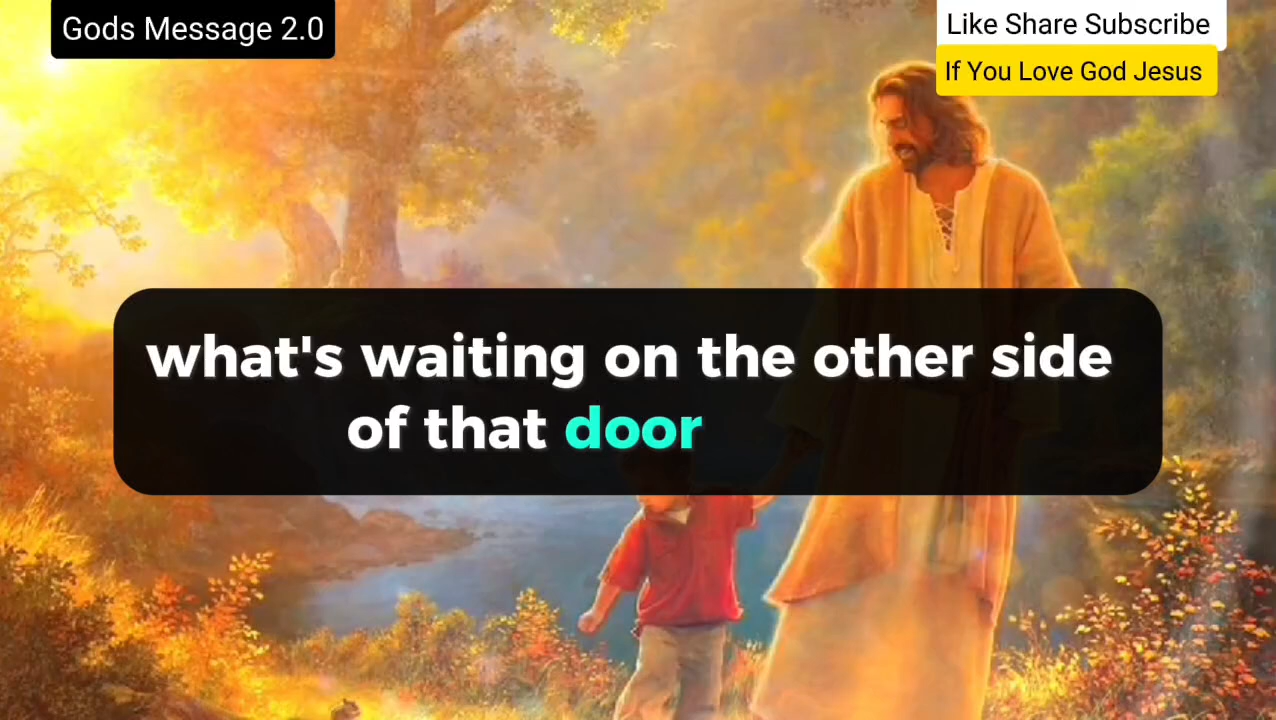 Gods Message 2.0
Like Share Subscribe
If You Love God Jesus
what's waiting on the other side
of that door